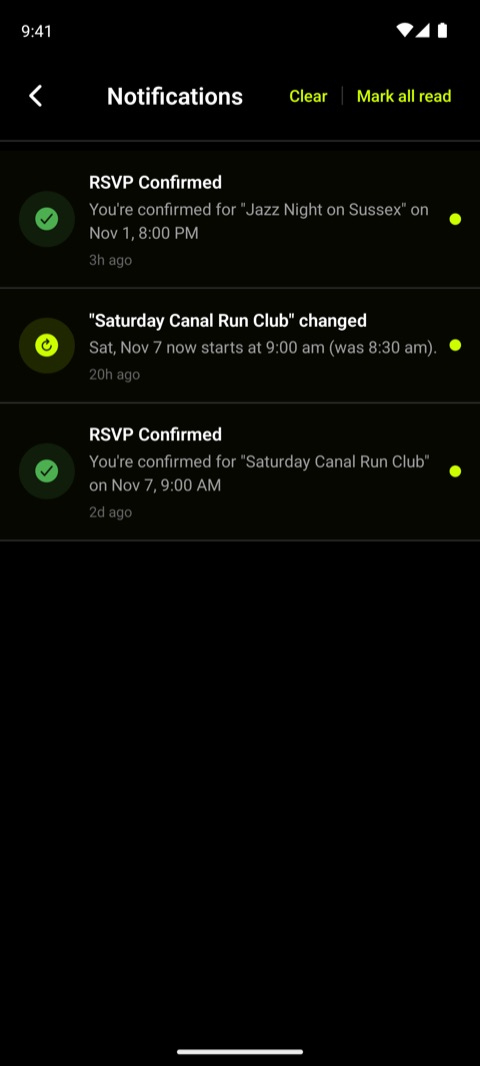 9:41
Notifications
Clear
Mark all read
RSVP Confirmed
You're confirmed for "Jazz Night on Sussex" on
Nov 1, 8:00 PM
3h ago
"Saturday Canal Run Club" changed
Sat, Nov 7 now starts at 9:00 am (was 8:30 am).
20h ago
RSVP Confirmed
You're confirmed for "Saturday Canal Run Club"
on Nov 7, 9:00 AM
2d ago